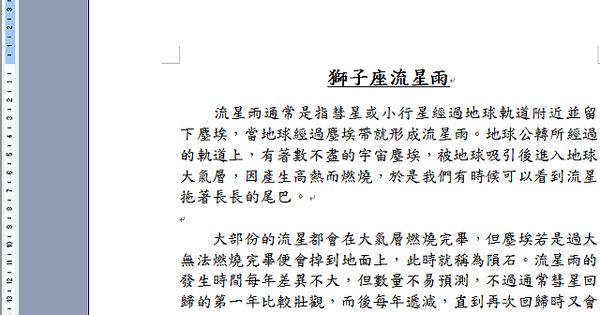 獅子座流星雨
流星雨通常是指彗星或小行星經過地球軌道附近並留
下塵埃，當地球經過塵埃帶就形成流星雨。地球公轉所經過
的軌道上，有著數不盡的宇宙塵埃，被地球吸引後進入地球
大氣層，因產生高熱而燃燒，於是我們有時候可以看到流星
拖著長長的尾巴。
大部份的流星都會在大氣層燃燒完畢，但塵埃若是過大
無法燃燒完畢便會掉到地面上，此時就稱為隕石。流星雨的
發生時間每年差異不大，但數量不易預測，不過通常彗星回
歸的第一年比較壯觀，而後每年遞減，直到再次回歸時又會